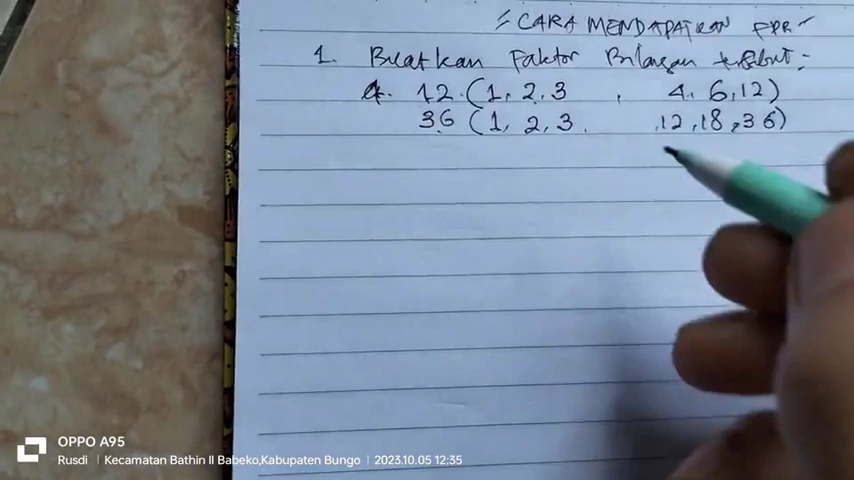 = CARA MENDAPATKAN FPB
1. Buatkan Faktor Bilangan tersebut :
a. 12 (1, 2, 3 , 4, 6, 12)
36 (1, 2, 3, , 12, 18, 36)
OPPO A95
Rusdi | Kecamatan Bathin II Babeko,Kabupaten Bungo | 2023.10.05 12:35